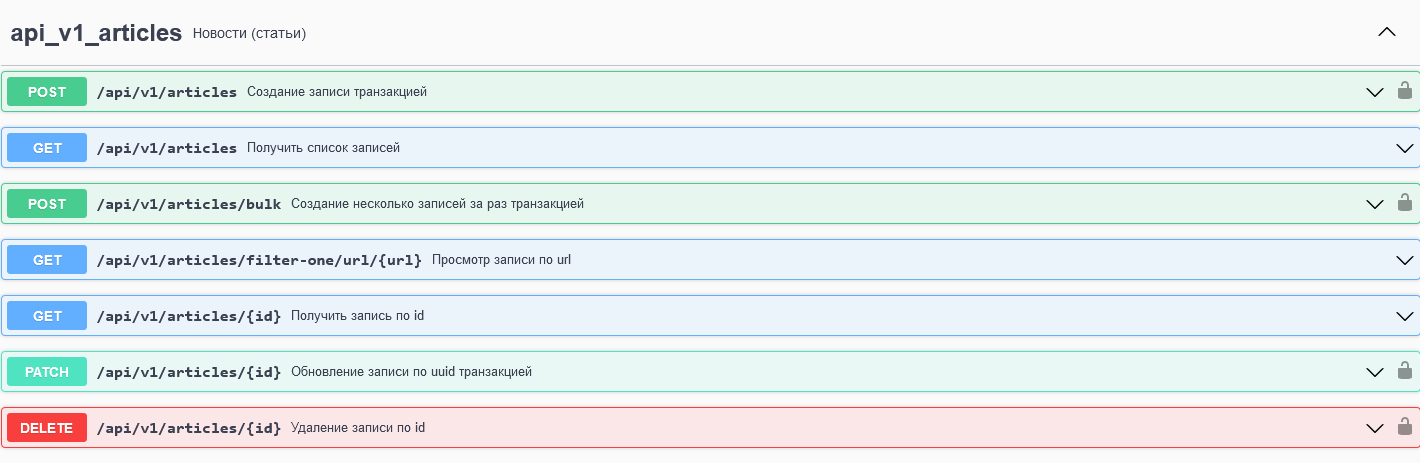 api_v1_articles Новости (статьи)
POST /api/v1/articles Создание записи транзакцией
GET /api/v1/articles Получить список записей
POST /api/v1/articles/bulk Создание несколько записей за раз транзакцией
GET /api/v1/articles/filter-one/url/{url} Просмотр записи по url
GET /api/v1/articles/{id} Получить запись по id
PATCH /api/v1/articles/{id} Обновление записи по uuid транзакцией
DELETE /api/v1/articles/{id} Удаление записи по id